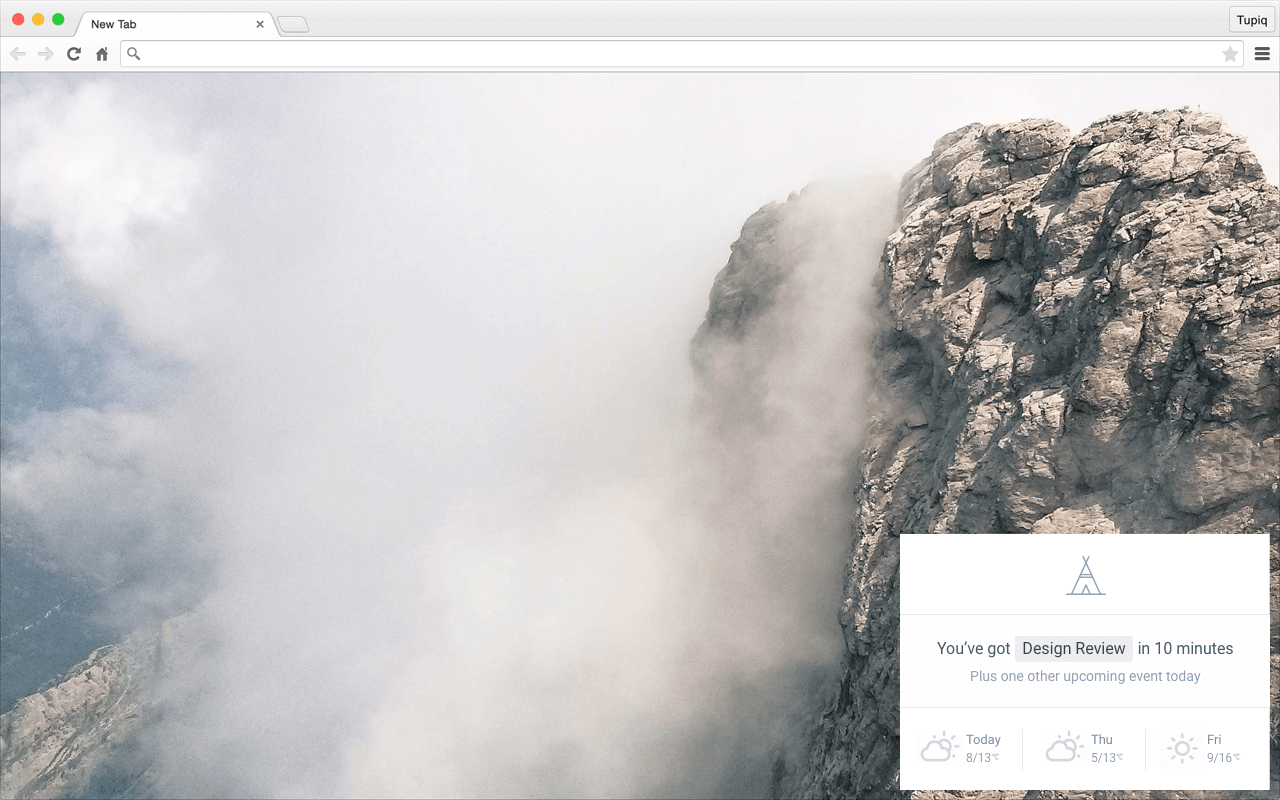 New Tab
Tupiq
You've got Design Review in 10 minutes
Plus one other upcoming event today
Today
8/13℃
Thu
5/13℃
Fri
9/16℃